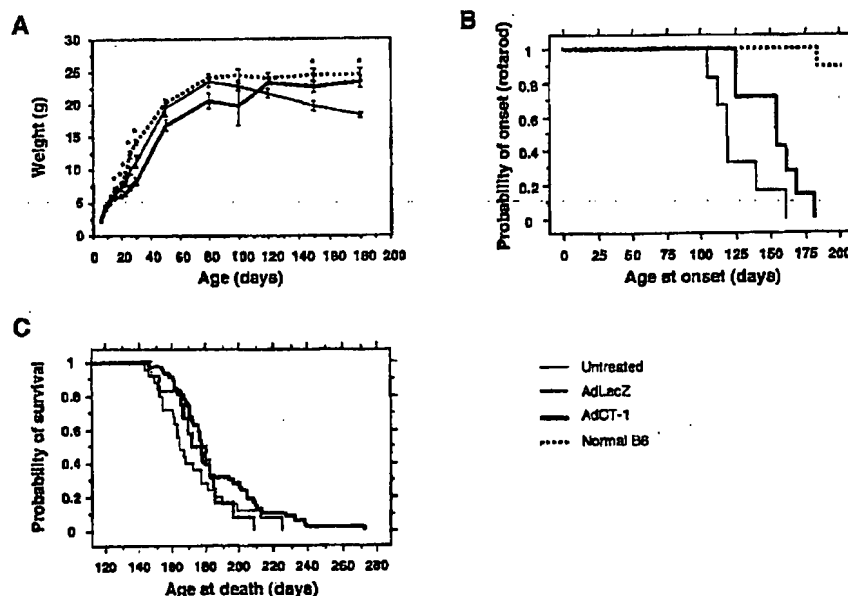 A
Weight (g)
30
25
20
15
10
5
0
0 20 40 60 80 100 120 140 160 180 200
Age (days)
B
Probability of onset (rotarod)
1
0.8
0.6
0.4
0.2
0
0 25 50 75 100 125 150 175 200
Age at onset (days)
C
Probability of survival
1
0.8
0.6
0.4
0.2
0
120 140 160 180 200 220 240 260 280
Age at death (days)
Untreated
AdLacZ
AdCT-1
Normal B6